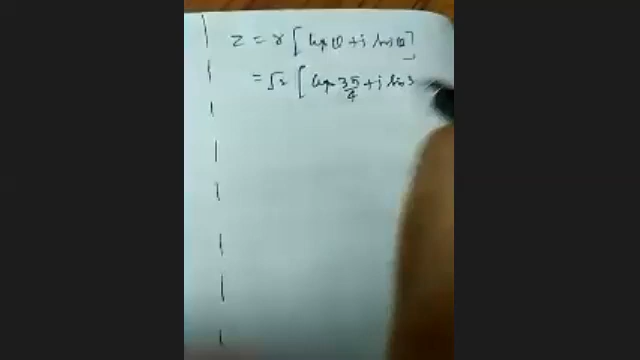 z = r [ cos θ + i sin θ ]
= √2 [ cos 3π/4 + i sin 3